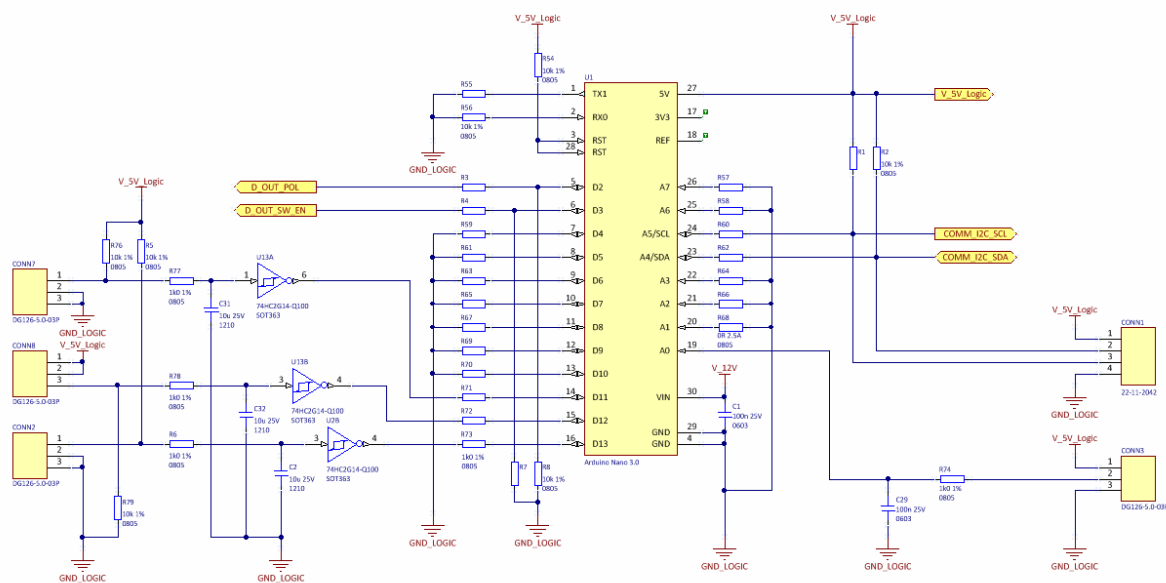 V_5V_Logic
V_5V_Logic
R54
10k 1%
0805
U1
R55
1
TX1
5V
27
V_5V_Logic
R56
10k 1%
0805
2
RX0
3V3
17
3
RST
REF
18
28
RST
GND_LOGIC
R1
R2
10k 1%
0805
V_5V_Logic
D_OUT_POL
R3
5
D2
A7
26
R57
D_OUT_SW_EN
R4
6
D3
A6
25
R58
R59
7
D4
A5/SCL
24
R60
COMM_I2C_SCL
R76
10k 1%
0805
R5
10k 1%
0805
R61
8
D5
A4/SDA
23
R62
COMM_I2C_SDA
CONN7
1
2
3
DG126-5.0-03P
GND_LOGIC
R77
1k0 1%
0805
U13A
1
6
74HC2G14-Q100
SOT363
C31
10u 25V
1210
R63
9
D6
A3
22
R64
R65
10
D7
A2
21
R66
R67
11
D8
A1
20
R68
0R 2.5A
0805
R69
12
D9
A0
19
R70
13
D10
R71
14
D11
VIN
30
R72
15
D12
GND
29
R73
1k0 1%
0805
16
D13
GND
4
Arduino Nano 3.0
V_12V
C1
100n 25V
0603
V_5V_Logic
CONN1
1
2
3
4
22-11-2042
GND_LOGIC
CONN8
V_5V_Logic
1
2
3
DG126-5.0-03P
R78
1k0 1%
0805
U13B
3
4
74HC2G14-Q100
SOT363
C32
10u 25V
1210
CONN2
1
2
3
DG126-5.0-03P
R6
1k0 1%
0805
U2B
3
4
74HC2G14-Q100
SOT363
C2
10u 25V
1210
R79
10k 1%
0805
R7
R8
10k 1%
0805
V_5V_Logic
CONN3
1
2
3
R74
1k0 1%
0805
C29
100n 25V
0603
GND_LOGIC
GND_LOGIC
GND_LOGIC
GND_LOGIC
GND_LOGIC
GND_LOGIC
GND_LOGIC